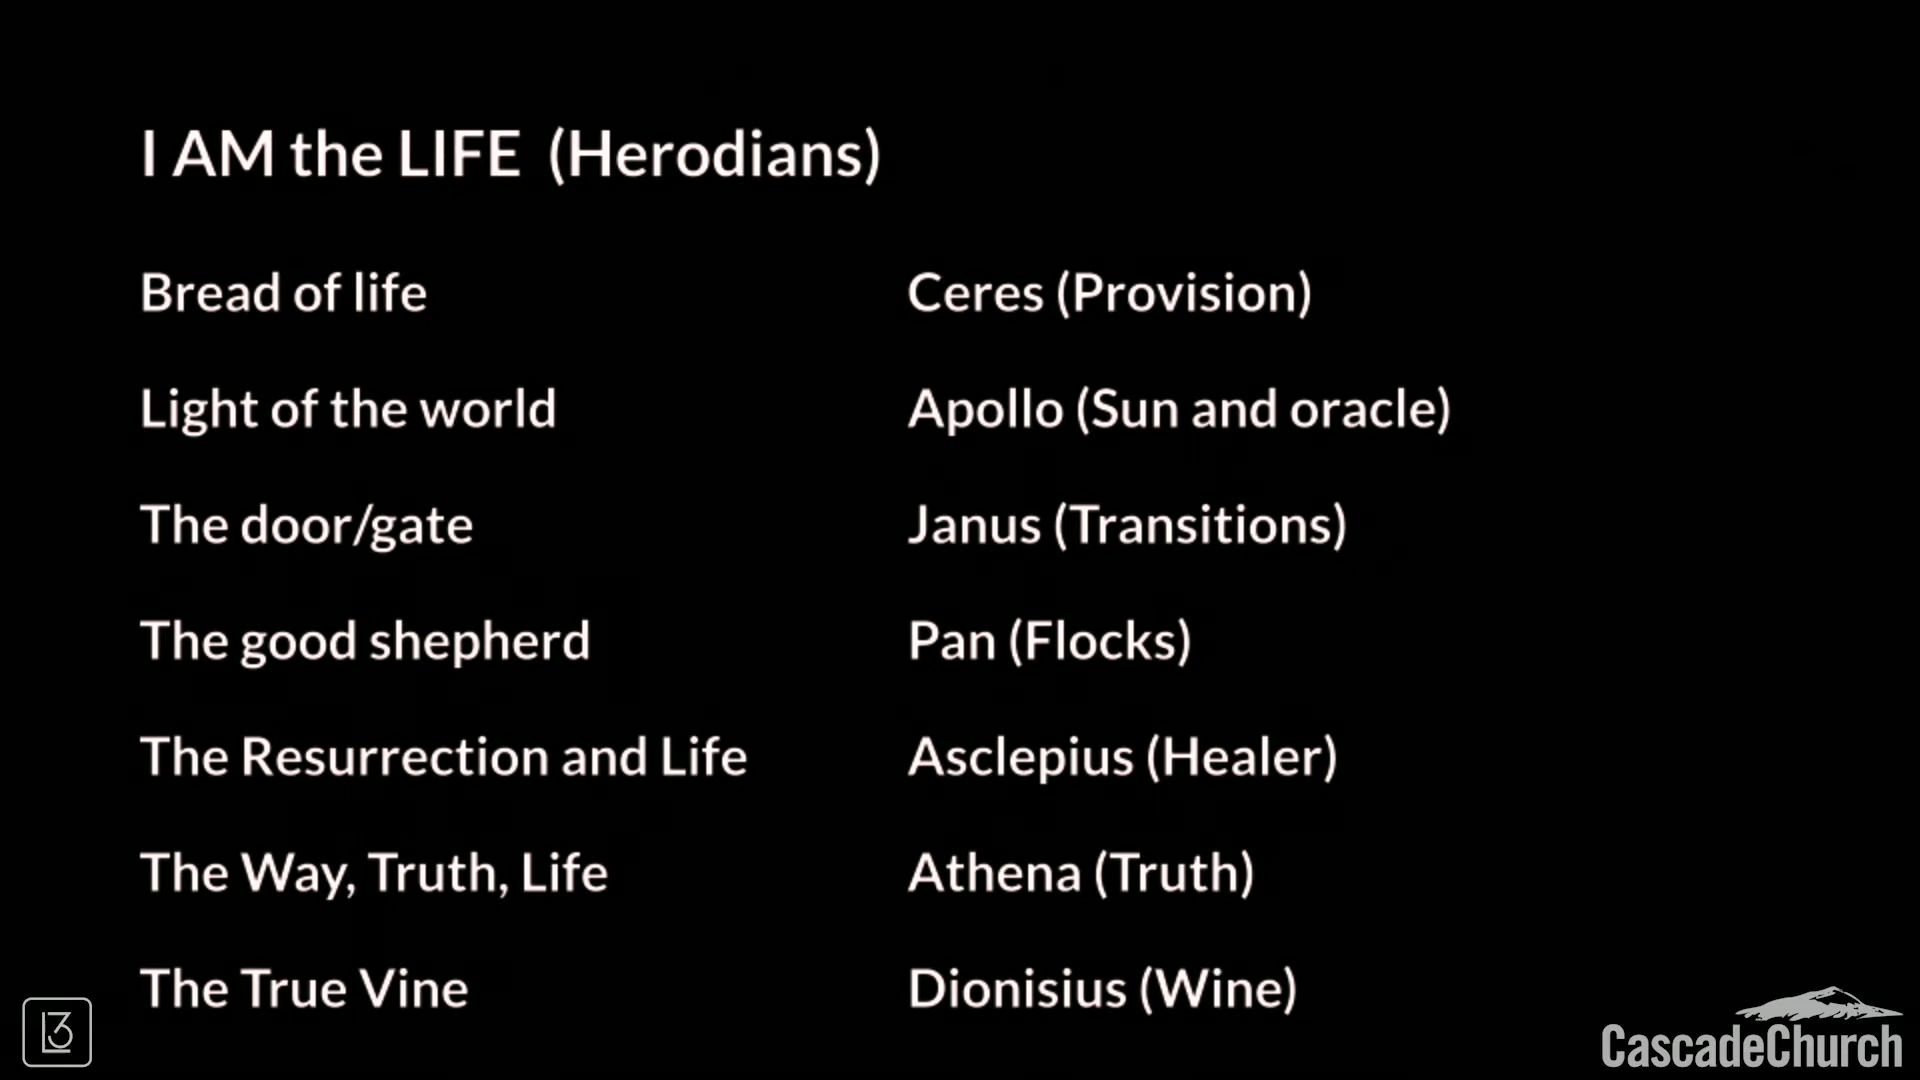 I AM the LIFE (Herodians)
Bread of life Ceres (Provision)
Light of the world Apollo (Sun and oracle)
The door/gate Janus (Transitions)
The good shepherd Pan (Flocks)
The Resurrection and Life Asclepius (Healer)
The Way, Truth, Life Athena (Truth)
The True Vine Dionisius (Wine)
L3
CascadeChurch